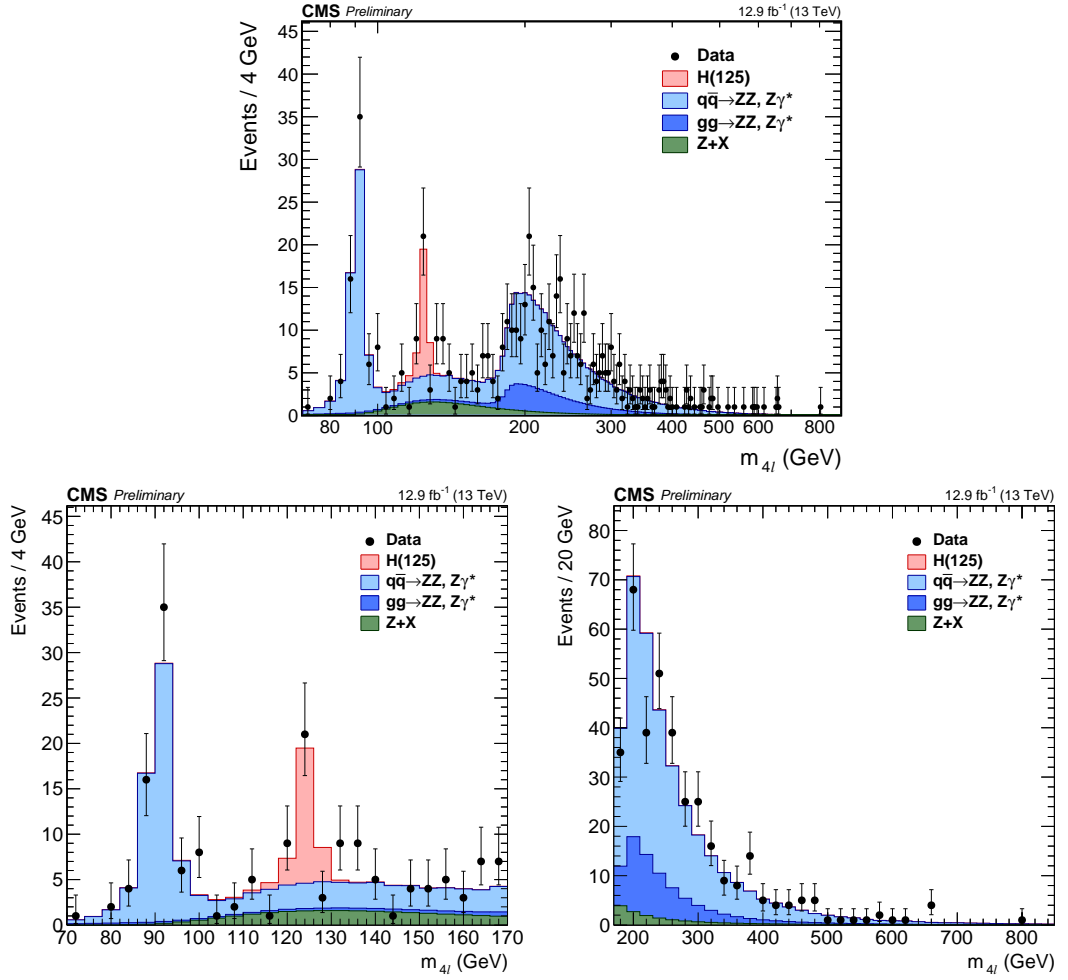 CMS Preliminary 12.9 fb⁻¹ (13 TeV)
Events / 4 GeV
45
40
35
30
25
20
15
10
5
0
Data
H(125)
qq̅→ZZ, Zγ*
gg→ZZ, Zγ*
Z+X
80 100 200 300 400 500 600 800
m4l (GeV)
CMS Preliminary 12.9 fb⁻¹ (13 TeV)
Events / 4 GeV
45
40
35
30
25
20
15
10
5
0
Data
H(125)
qq̅→ZZ, Zγ*
gg→ZZ, Zγ*
Z+X
70 80 90 100 110 120 130 140 150 160 170
m4l (GeV)
CMS Preliminary 12.9 fb⁻¹ (13 TeV)
Events / 20 GeV
80
70
60
50
40
30
20
10
0
Data
H(125)
qq̅→ZZ, Zγ*
gg→ZZ, Zγ*
Z+X
200 300 400 500 600 700 800
m4l (GeV)